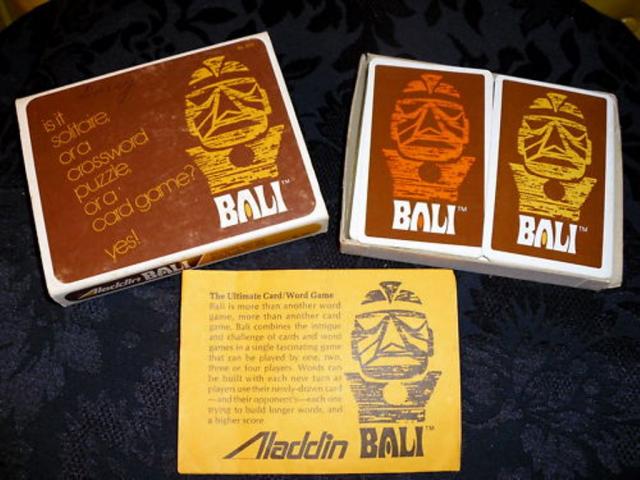 is it
solitaire,
or a
crossword
puzzle,
or a
card game?
yes!
BALI™
Aladdin BALI
BALI™
BALI™
The Ultimate Card/Word Game
Bali is more than another word
game, more than another card
game. Bali combines the intrigue
and challenge of cards and word
games in a single fascinating game
that can be played by one, two,
three or four players. Words can
be built with each new turn as
players use their newly-drawn card
—and their opponent's—each one
trying to build longer words, and
a higher score.
Aladdin BALI™